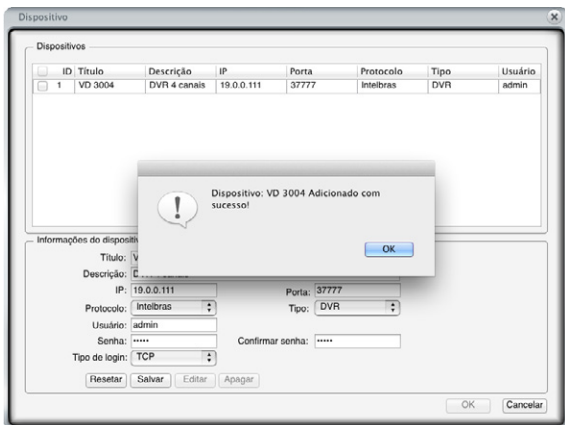 Dispositivo
Dispositivos
ID Título Descrição IP Porta Protocolo Tipo Usuário
1 VD 3004 DVR 4 canais 19.0.0.111 37777 Intelbras DVR admin
Dispositivo: VD 3004 Adicionado com
sucesso!
OK
Informações do dispositi
Título: V
Descrição:
IP: 19.0.0.111 Porta: 37777
Protocolo: Intelbras Tipo: DVR
Usuário: admin
Senha: ••••• Confirmar senha: •••••
Tipo de login: TCP
Resetar Salvar Editar Apagar
OK Cancelar